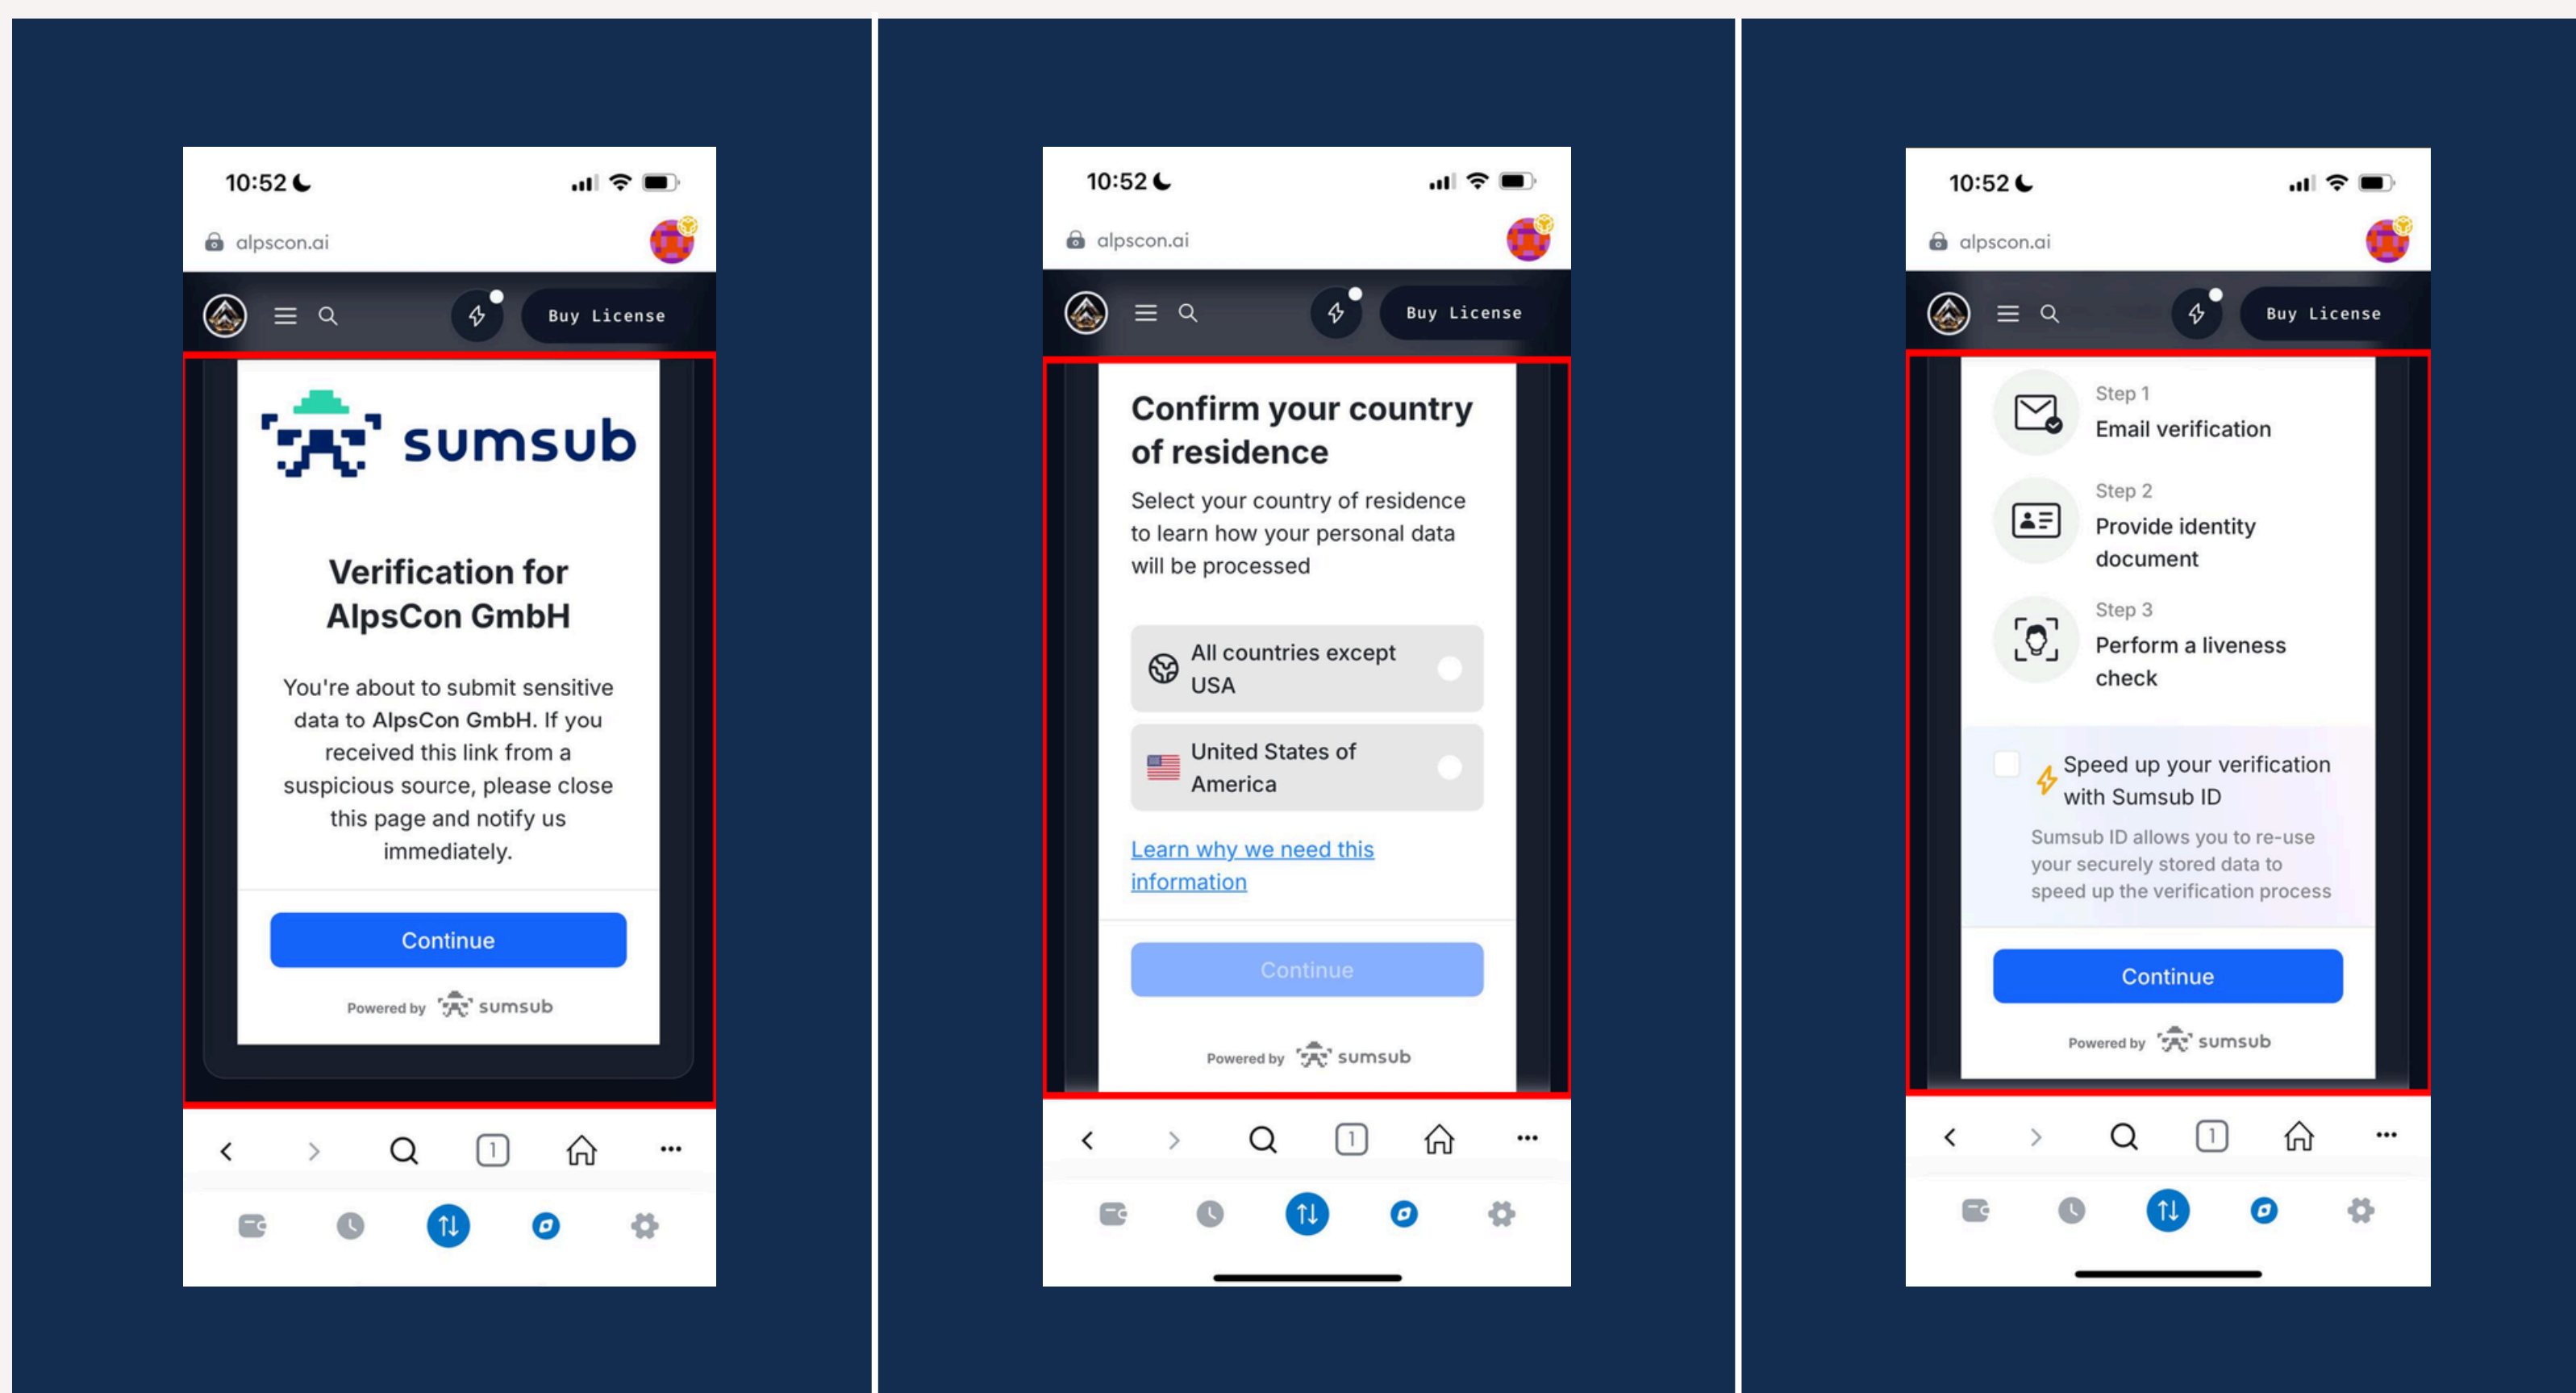 10:52
alpscon.ai
Buy License
sumsub
Verification for
AlpsCon GmbH
You're about to submit sensitive
data to AlpsCon GmbH. If you
received this link from a
suspicious source, please close
this page and notify us
immediately.
Continue
Powered by sumsub
1
10:52
alpscon.ai
Buy License
Confirm your country
of residence
Select your country of residence
to learn how your personal data
will be processed
All countries except
USA
United States of
America
Learn why we need this
information
Continue
Powered by sumsub
1
10:52
alpscon.ai
Buy License
Step 1
Email verification
Step 2
Provide identity
document
Step 3
Perform a liveness
check
Speed up your verification
with Sumsub ID
Sumsub ID allows you to re-use
your securely stored data to
speed up the verification process
Continue
Powered by sumsub
1